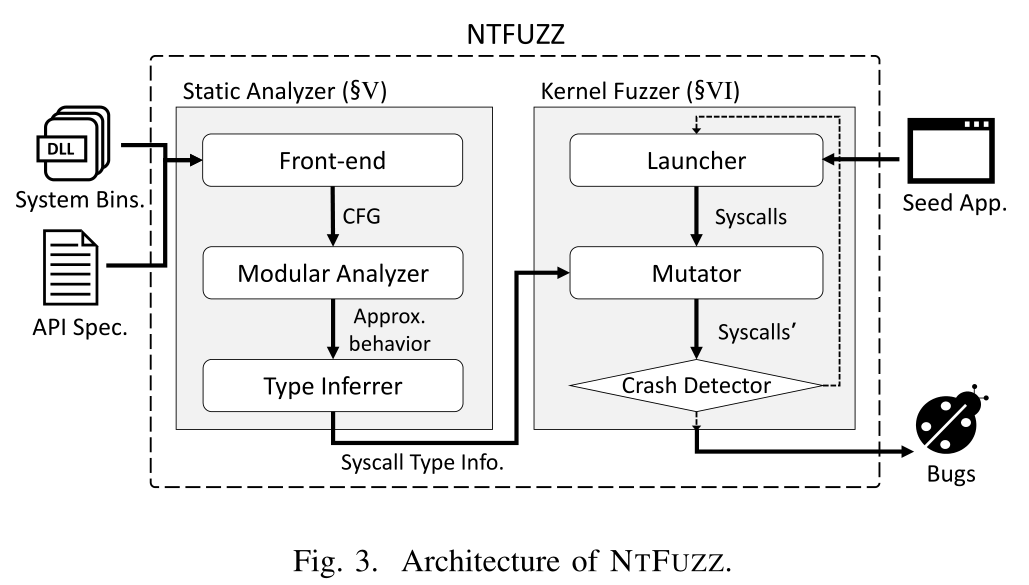 NTFUZZ
Static Analyzer (§V)
Kernel Fuzzer (§VI)
DLL
System Bins.
API Spec.
Front-end
CFG
Modular Analyzer
Approx.
behavior
Type Inferrer
Syscall Type Info.
Launcher
Syscalls
Mutator
Syscalls’
Crash Detector
Seed App.
Bugs
Fig. 3. Architecture of NTFUZZ.